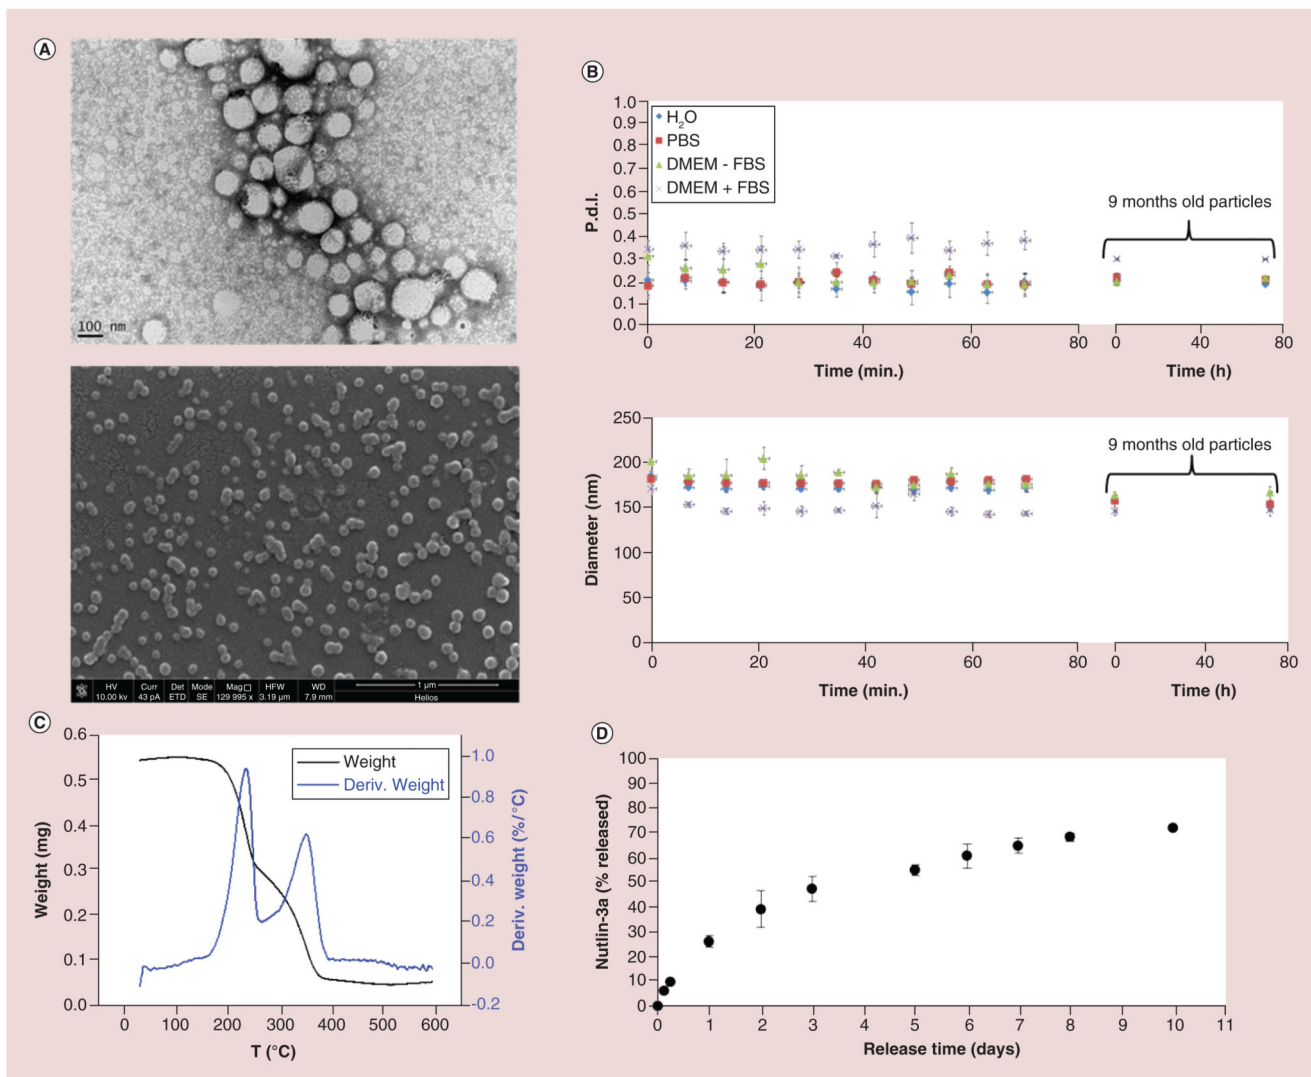 A
100 nm
HV Curr Det Mode Mag HFW WD 1 µm
10.00 kv 43 pA ETD SE 129 995 x 3.19 µm 7.9 mm Helios
B
1.0
0.9
0.8
0.7
0.6
0.5
0.4
0.3
0.2
0.1
0.0
P.d.I.
H2O
PBS
DMEM - FBS
DMEM + FBS
9 months old particles
0 20 40 60 80 0 40 80
Time (min.) Time (h)
250
200
150
100
50
0
Diameter (nm)
9 months old particles
0 20 40 60 80 0 40 80
Time (min.) Time (h)
C
0.6
0.5
0.4
0.3
0.2
0.1
0.0
Weight (mg)
Weight
Deriv. Weight
1.0
0.8
0.6
0.4
0.2
0.0
-0.2
Deriv. weight (%/°C)
0 100 200 300 400 500 600
T (°C)
D
100
90
80
70
60
50
40
30
20
10
0
Nutlin-3a (% released)
0 1 2 3 4 5 6 7 8 9 10 11
Release time (days)